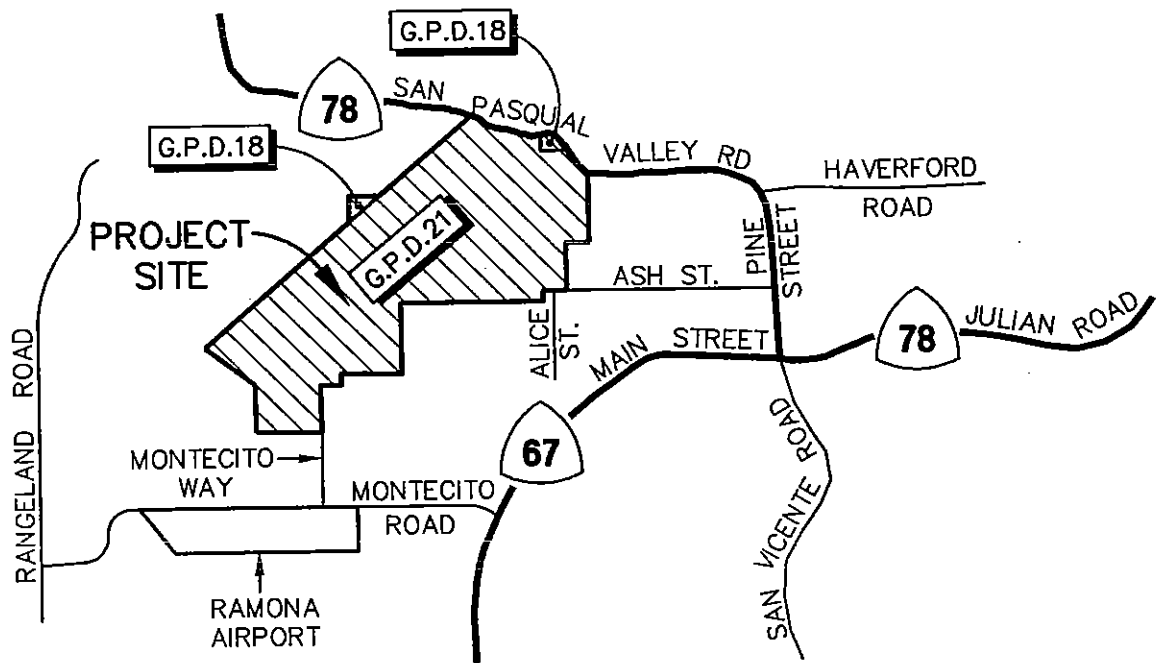 G.P.D.18
78
SAN PASQUAL VALLEY RD
G.P.D.18
HAVERFORD
ROAD
PROJECT
SITE
G.P.D.21
PINE
STREET
ASH ST.
ALICE
ST.
MAIN STREET
78
JULIAN ROAD
RANGELAND ROAD
67
MONTECITO
WAY
MONTECITO
ROAD
SAN VICENTE ROAD
RAMONA
AIRPORT